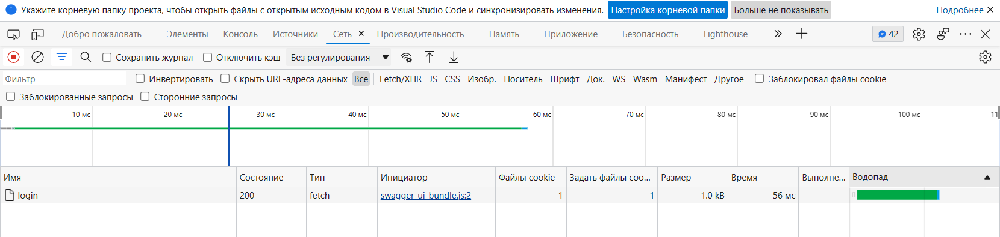 Укажите корневую папку проекта, чтобы открыть файлы с открытым исходным кодом в Visual Studio Code и синхронизировать изменения. Настройка корневой папки Больше не показывать Подробнее
Добро пожаловать Элементы Консоль Источники Сеть Производительность Память Приложение Безопасность Lighthouse 42
Сохранить журнал Отключить кэш Без регулирования
Фильтр Инвертировать Скрыть URL-адреса данных Все Fetch/XHR JS CSS Изобр. Носитель Шрифт Док. WS Wasm Манифест Другое Заблокировал файлы cookie
Заблокированные запросы Сторонние запросы
10 мс 20 мс 30 мс 40 мс 50 мс 60 мс 70 мс 80 мс 90 мс 100 мс 11
Имя Состояние Тип Инициатор Файлы cookie Задать файлы coo... Размер Время Выполне... Водопад
login 200 fetch swagger-ui-bundle.js:2 1 1 1.0 kB 56 мс